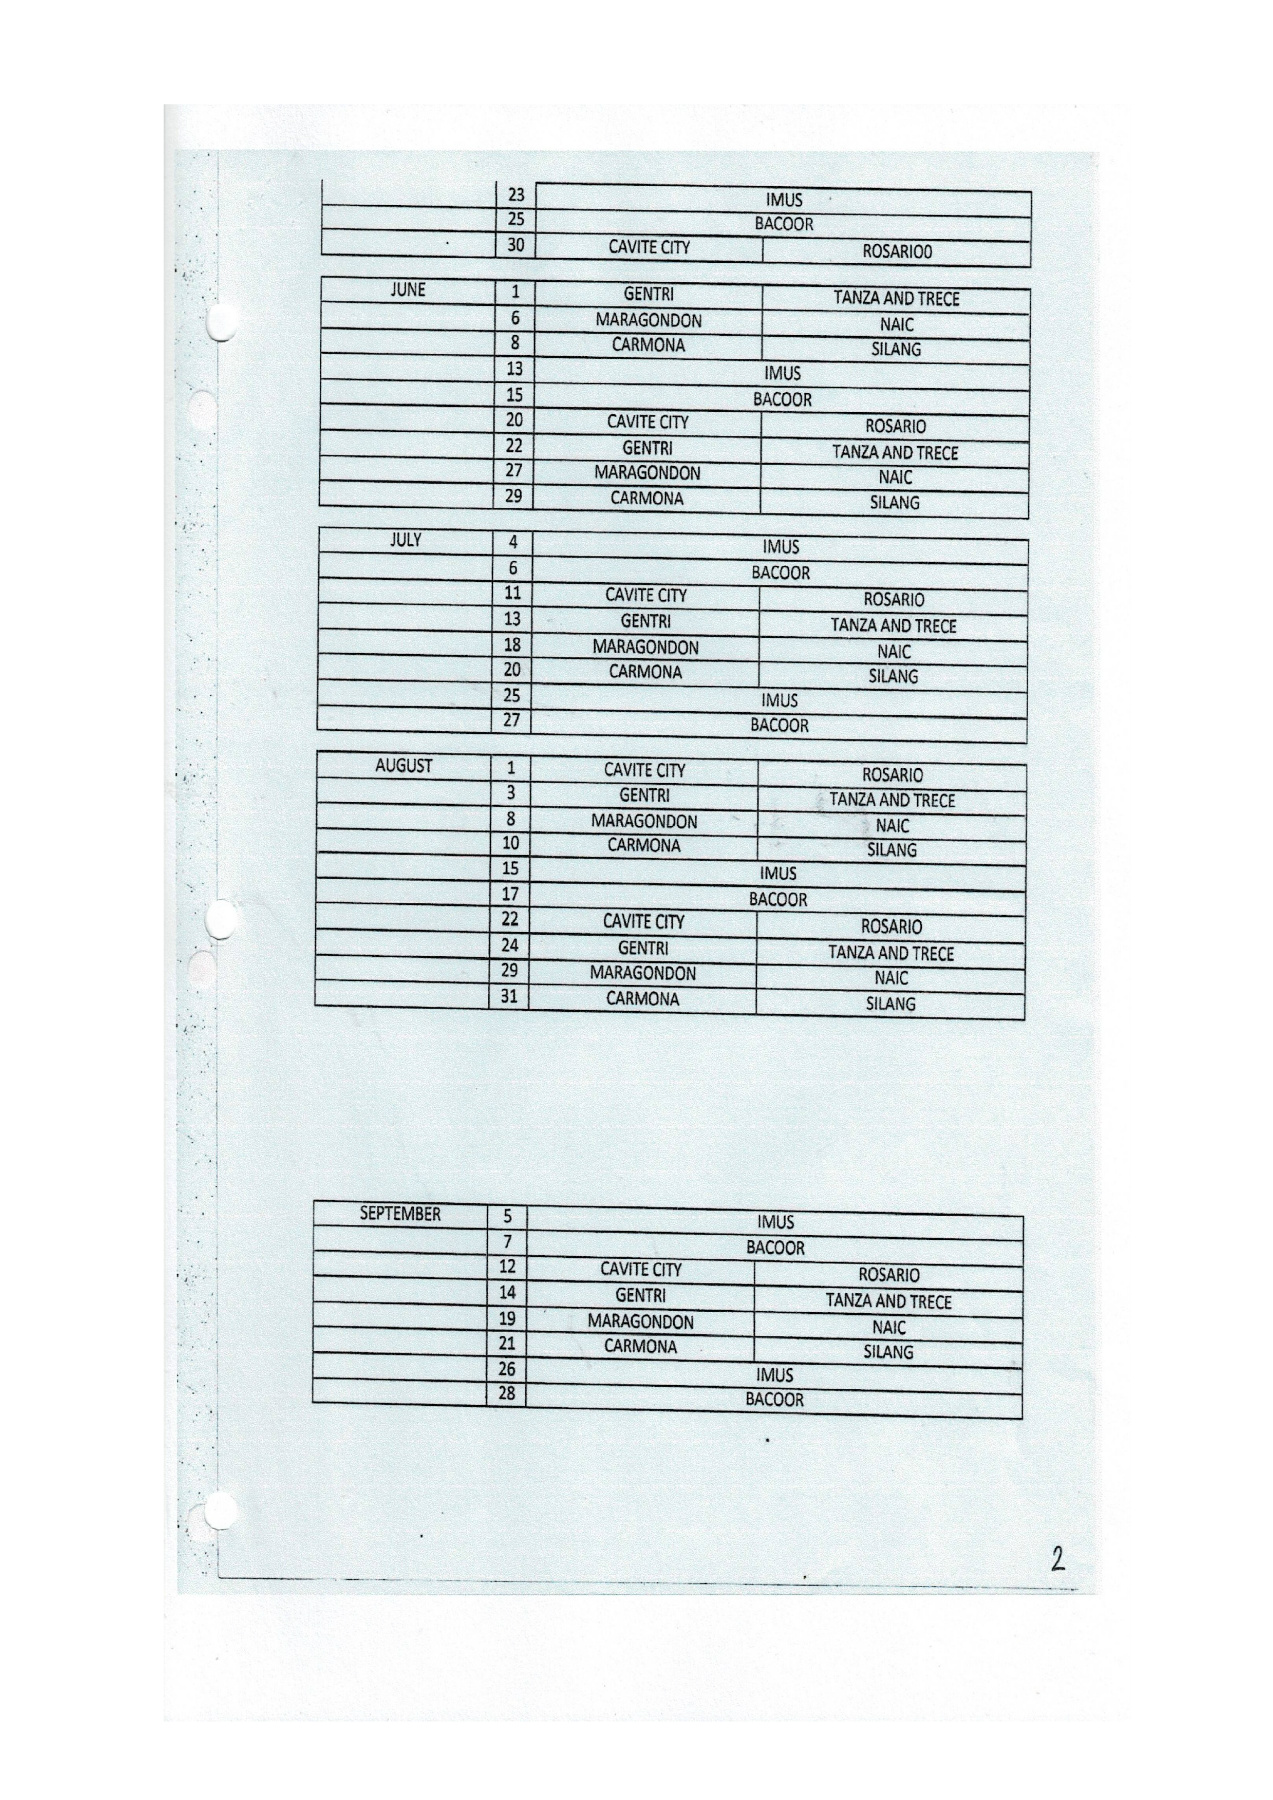 23 IMUS
25 BACOOR
30 CAVITE CITY ROSARIO0
JUNE 1 GENTRI TANZA AND TRECE
6 MARAGONDON NAIC
8 CARMONA SILANG
13 IMUS
15 BACOOR
20 CAVITE CITY ROSARIO
22 GENTRI TANZA AND TRECE
27 MARAGONDON NAIC
29 CARMONA SILANG
JULY 4 IMUS
6 BACOOR
11 CAVITE CITY ROSARIO
13 GENTRI TANZA AND TRECE
18 MARAGONDON NAIC
20 CARMONA SILANG
25 IMUS
27 BACOOR
AUGUST 1 CAVITE CITY ROSARIO
3 GENTRI TANZA AND TRECE
8 MARAGONDON NAIC
10 CARMONA SILANG
15 IMUS
17 BACOOR
22 CAVITE CITY ROSARIO
24 GENTRI TANZA AND TRECE
29 MARAGONDON NAIC
31 CARMONA SILANG
SEPTEMBER 5 IMUS
7 BACOOR
12 CAVITE CITY ROSARIO
14 GENTRI TANZA AND TRECE
19 MARAGONDON NAIC
21 CARMONA SILANG
26 IMUS
28 BACOOR
2